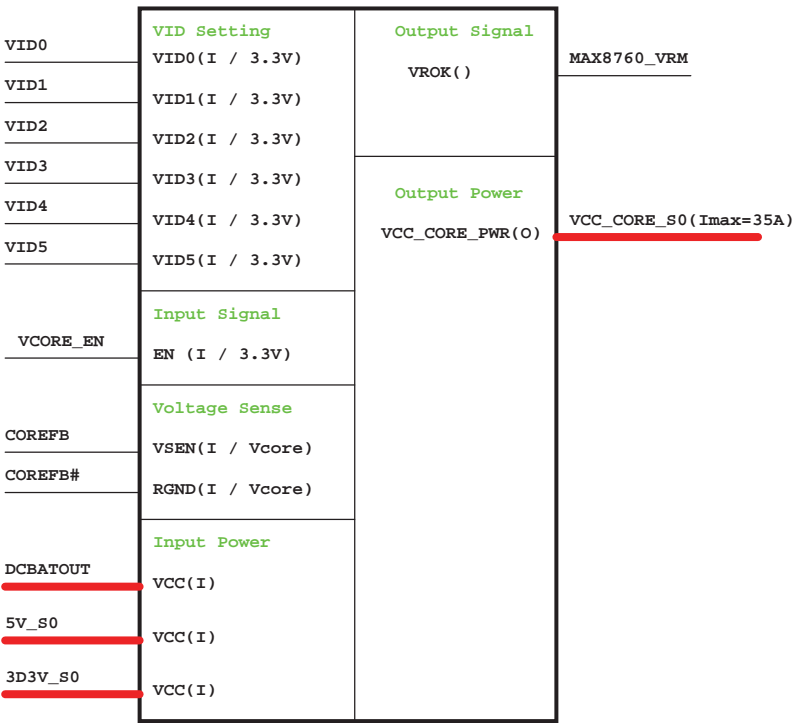 VID Setting
Output Signal
VID0
VID0(I / 3.3V)
VROK()
MAX8760_VRM
VID1
VID1(I / 3.3V)
VID2
VID2(I / 3.3V)
VID3
VID3(I / 3.3V)
Output Power
VID4
VID4(I / 3.3V)
VCC_CORE_PWR(O)
VCC_CORE_S0(Imax=35A)
VID5
VID5(I / 3.3V)
Input Signal
VCORE_EN
EN (I / 3.3V)
Voltage Sense
COREFB
VSEN(I / Vcore)
COREFB#
RGND(I / Vcore)
Input Power
DCBATOUT
VCC(I)
5V_S0
VCC(I)
3D3V_S0
VCC(I)